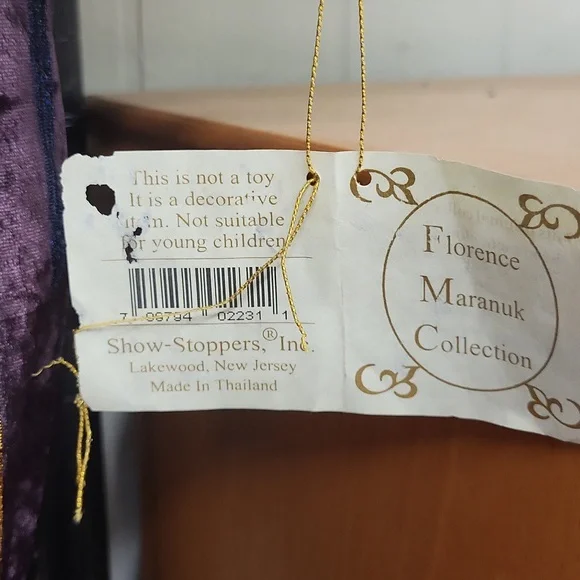 This is not a toy
It is a decorative
item. Not suitable
for young children
7 98794 02231 1
Show-Stoppers,® Inc.
Lakewood, New Jersey
Made In Thailand
Florence
Maranuk
Collection